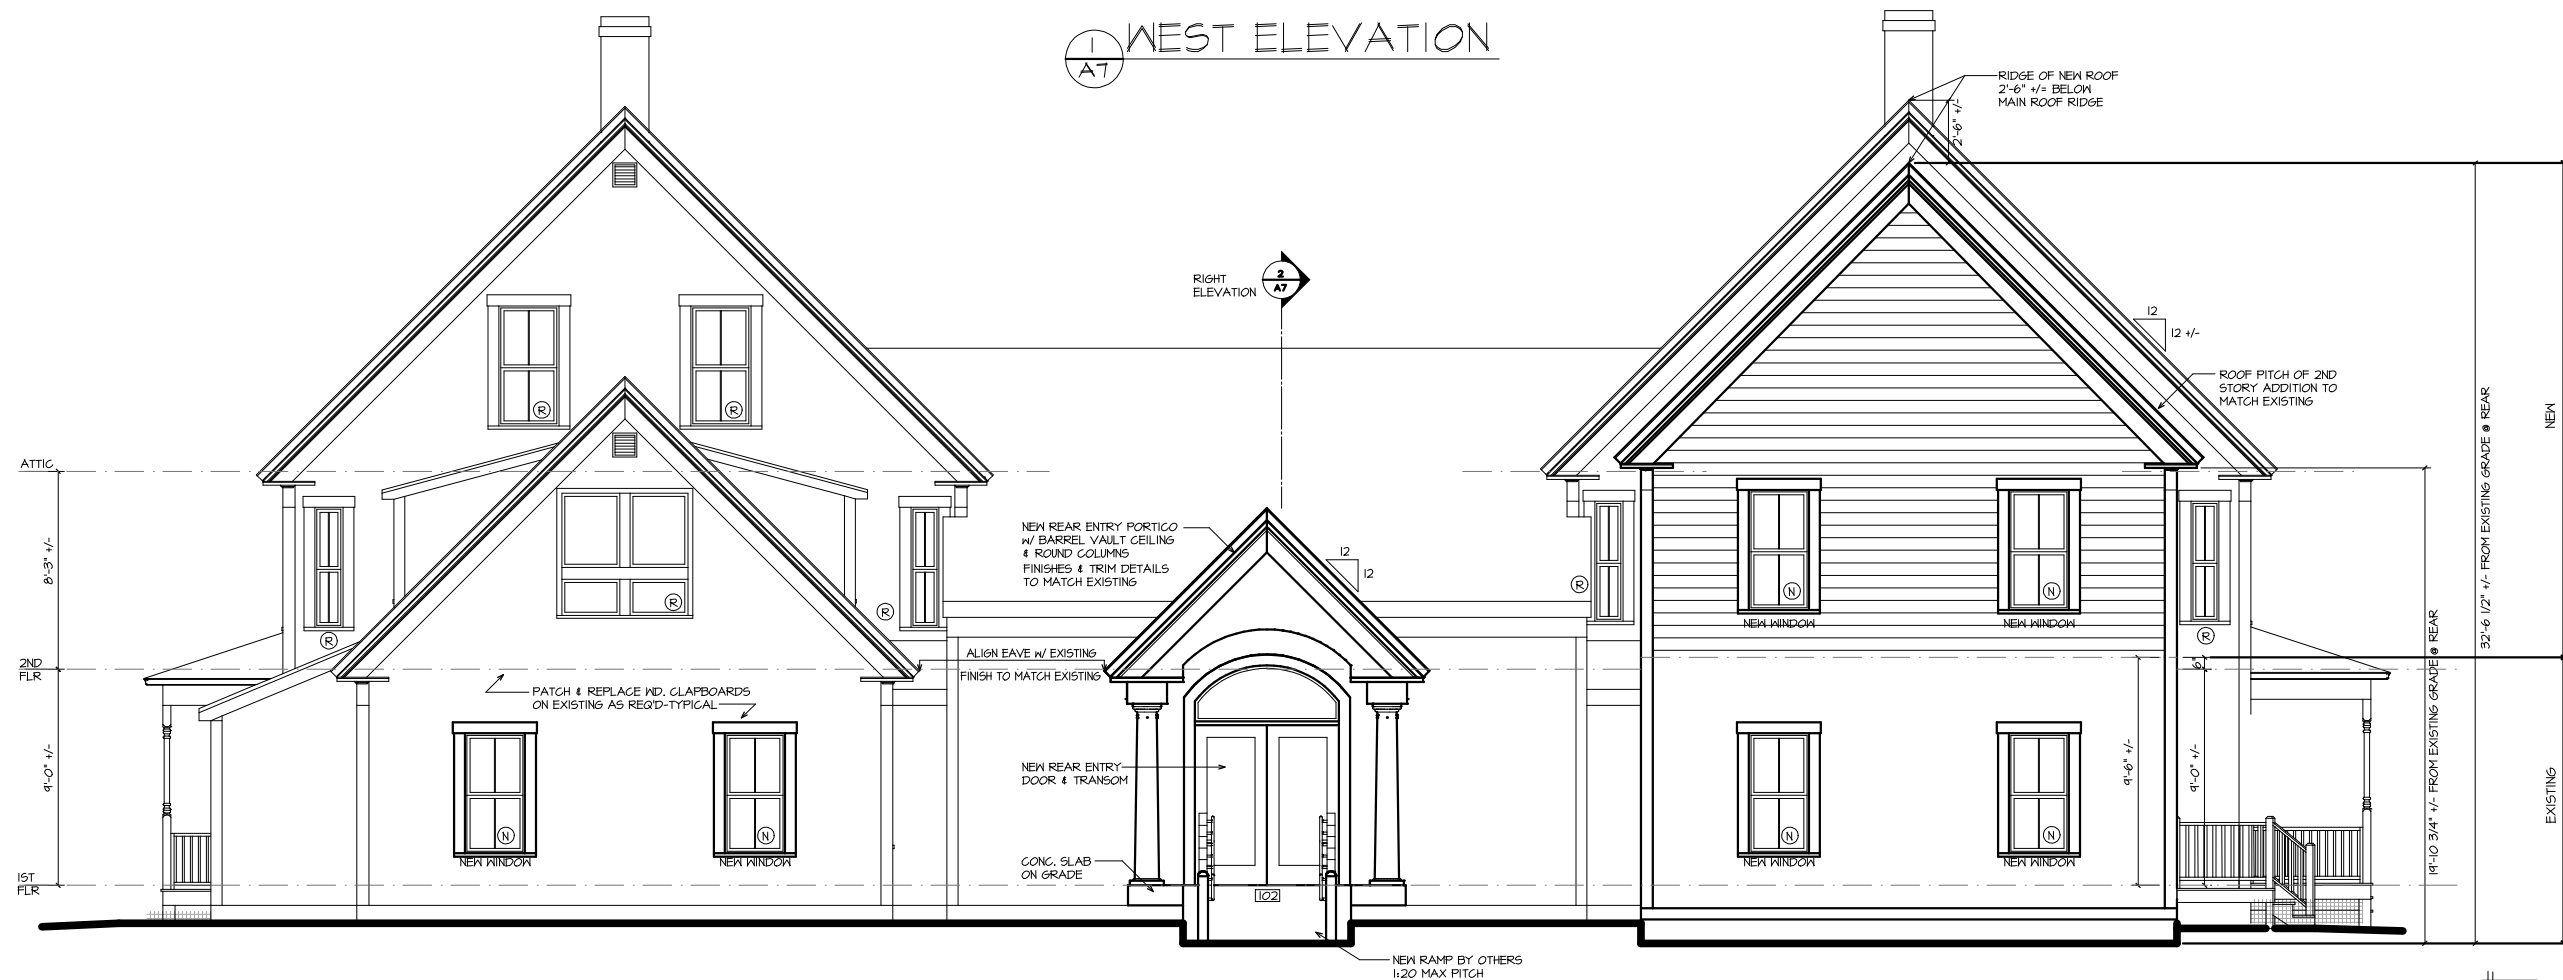 1
A7
WEST ELEVATION
RIDGE OF NEW ROOF
2'-6" +/= BELOW
MAIN ROOF RIDGE
2'-6" +/-
RIGHT
ELEVATION
2
A7
12
12 +/-
ROOF PITCH OF 2ND
STORY ADDITION TO
MATCH EXISTING
R
R
ATTIC
8'-3" +/-
R
R
R
NEW REAR ENTRY PORTICO
W/ BARREL VAULT CEILING
& ROUND COLUMNS
FINISHES & TRIM DETAILS
TO MATCH EXISTING
12
12
R
N
NEW WINDOW
N
NEW WINDOW
R
2ND
FLR
ALIGN EAVE W/ EXISTING
FINISH TO MATCH EXISTING
6"
PATCH & REPLACE WD. CLAPBOARDS
ON EXISTING AS REQ'D-TYPICAL
9'-0" +/-
N
NEW WINDOW
N
NEW WINDOW
NEW REAR ENTRY
DOOR & TRANSOM
N
NEW WINDOW
N
NEW WINDOW
9'-6" +/-
9'-0" +/-
19'-10 3/4" +/- FROM EXISTING GRADE @ REAR
32'-6 1/2" +/- FROM EXISTING GRADE @ REAR
NEW
EXISTING
1ST
FLR
CONC. SLAB
ON GRADE
102
NEW RAMP BY OTHERS
1:20 MAX PITCH